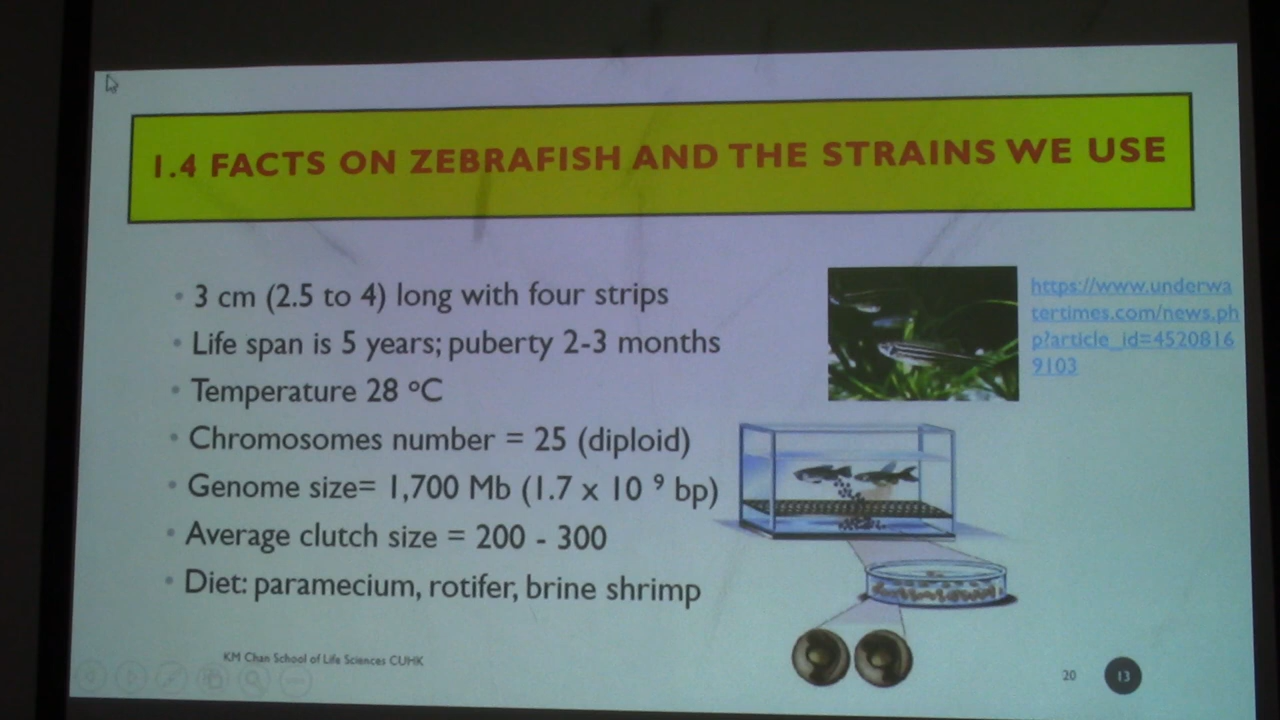 1.4 FACTS ON ZEBRAFISH AND THE STRAINS WE USE
• 3 cm (2.5 to 4) long with four strips
• Life span is 5 years; puberty 2-3 months
• Temperature 28 °C
• Chromosomes number = 25 (diploid)
• Genome size= 1,700 Mb (1.7 x 10 ⁹ bp)
• Average clutch size = 200 - 300
• Diet: paramecium, rotifer, brine shrimp
https://www.underwa
tertimes.com/news.ph
p?article_id=4520816
9103
KM Chan School of Life Sciences CUHK
20
13